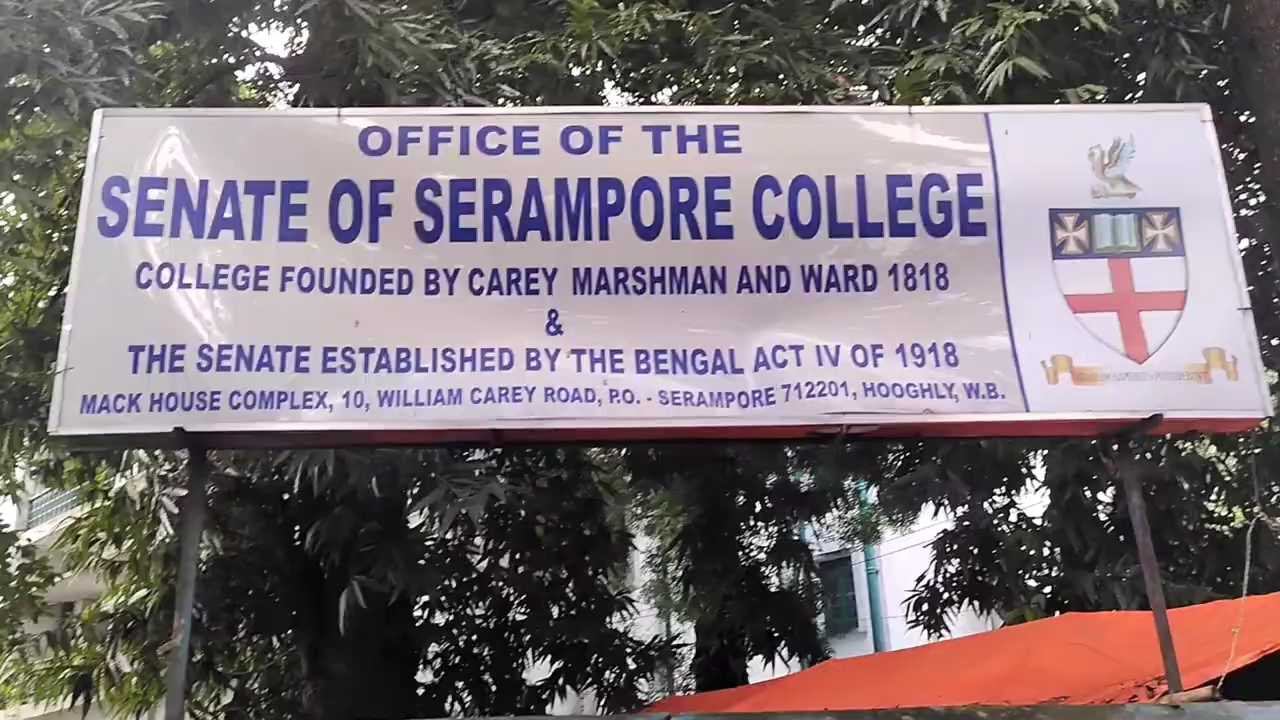 OFFICE OF THE
SENATE OF SERAMPORE COLLEGE
COLLEGE FOUNDED BY CAREY MARSHMAN AND WARD 1818
&
THE SENATE ESTABLISHED BY THE BENGAL ACT IV OF 1918
MACK HOUSE COMPLEX, 10, WILLIAM CAREY ROAD, P.O. - SERAMPORE 712201, HOOGHLY, W.B.